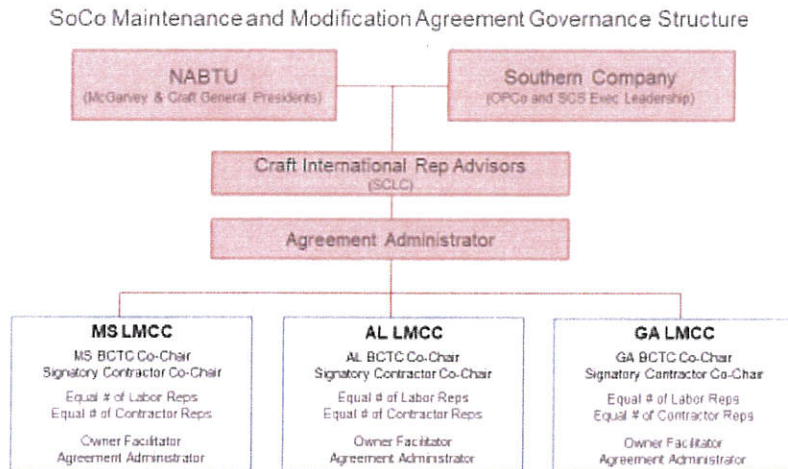 SoCo Maintenance and Modification Agreement Governance Structure
NABTU
(McGarvey & Craft General Presidents)
Southern Company
(OPCo and SCS Exec Leadership)
Craft International Rep Advisors
(SCLC)
Agreement Administrator
MS LMCC
MS BCTC Co-Chair
Signatory Contractor Co-Chair
Equal # of Labor Reps
Equal # of Contractor Reps
Owner Facilitator
Agreement Administrator
AL LMCC
AL BCTC Co-Chair
Signatory Contractor Co-Chair
Equal # of Labor Reps
Equal # of Contractor Reps
Owner Facilitator
Agreement Administrator
GA LMCC
GA BCTC Co-Chair
Signatory Contractor Co-Chair
Equal # of Labor Reps
Equal # of Contractor Reps
Owner Facilitator
Agreement Administrator